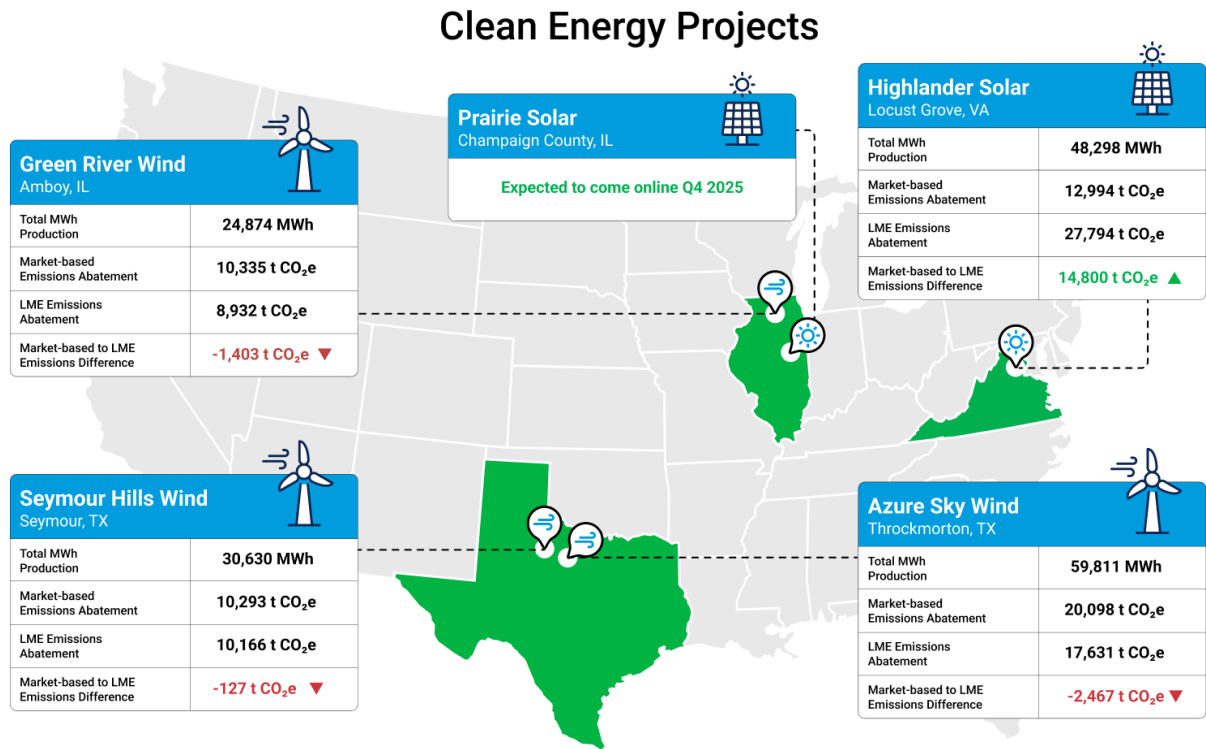 Clean Energy Projects
Green River Wind
Amboy, IL
Total MWh
Production
24,874 MWh
Market-based
Emissions Abatement
10,335 t CO₂e
LME Emissions
Abatement
8,932 t CO₂e
Market-based to LME
Emissions Difference
-1,403 t CO₂e ▼
Prairie Solar
Champaign County, IL
Expected to come online Q4 2025
Highlander Solar
Locust Grove, VA
Total MWh
Production
48,298 MWh
Market-based
Emissions Abatement
12,994 t CO₂e
LME Emissions
Abatement
27,794 t CO₂e
Market-based to LME
Emissions Difference
14,800 t CO₂e ▲
Seymour Hills Wind
Seymour, TX
Total MWh
Production
30,630 MWh
Market-based
Emissions Abatement
10,293 t CO₂e
LME Emissions
Abatement
10,166 t CO₂e
Market-based to LME
Emissions Difference
-127 t CO₂e ▼
Azure Sky Wind
Throckmorton, TX
Total MWh
Production
59,811 MWh
Market-based
Emissions Abatement
20,098 t CO₂e
LME Emissions
Abatement
17,631 t CO₂e
Market-based to LME
Emissions Difference
-2,467 t CO₂e ▼